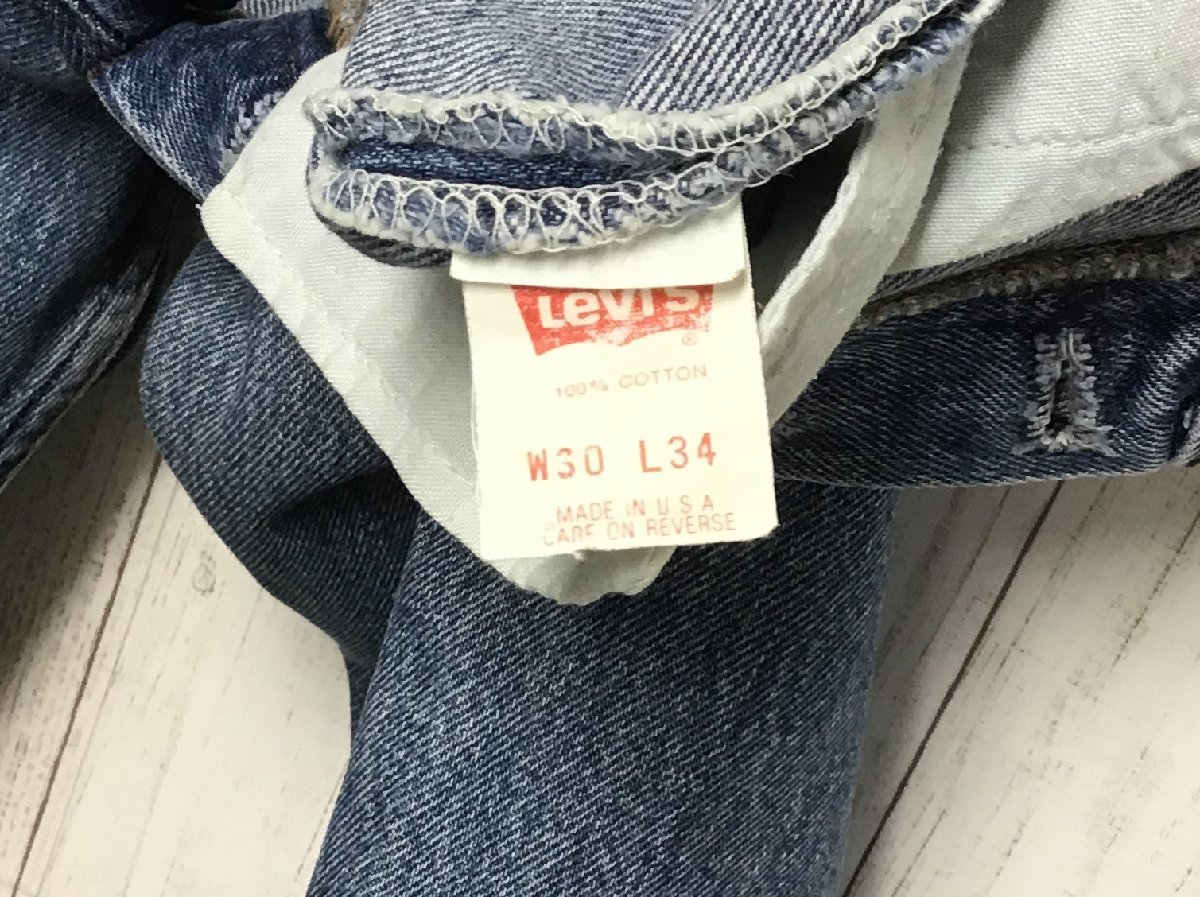 Levi's
®
100% COTTON
W30 L34
MADE IN U S A
CARE ON REVERSE